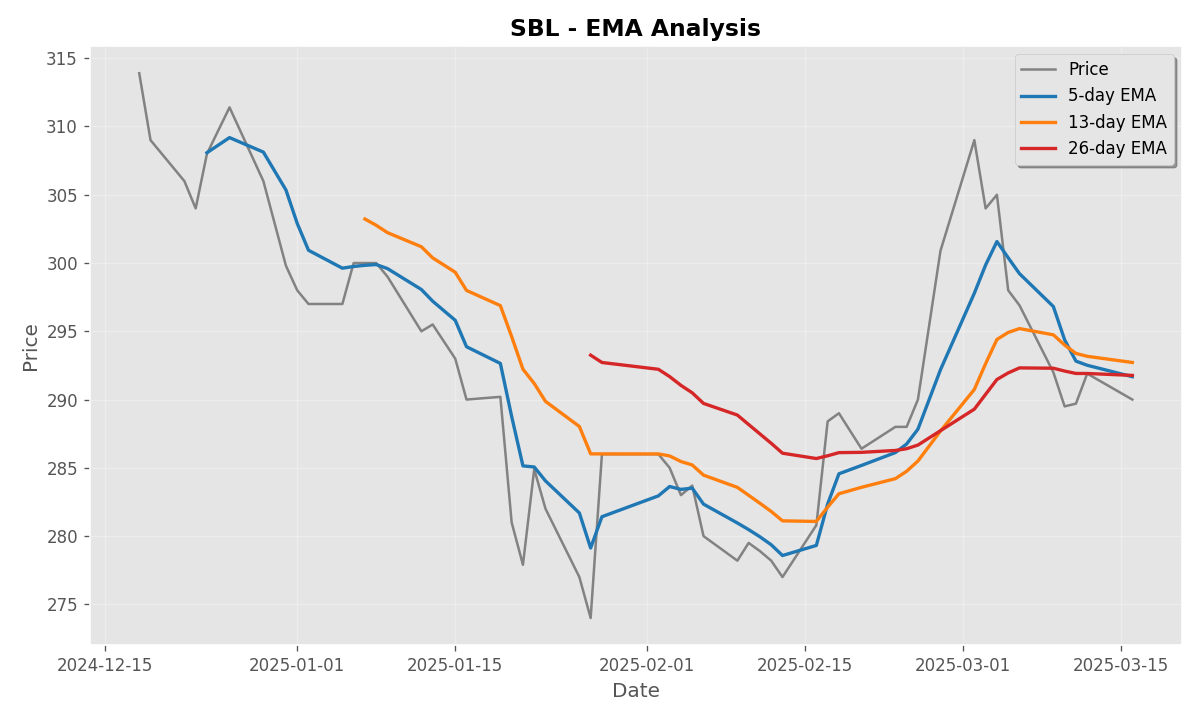 SBL - EMA Analysis
315
310
305
300
295
290
285
280
275
Price
Price
5-day EMA
13-day EMA
26-day EMA
2024-12-15
2025-01-01
2025-01-15
2025-02-01
2025-02-15
2025-03-01
2025-03-15
Date